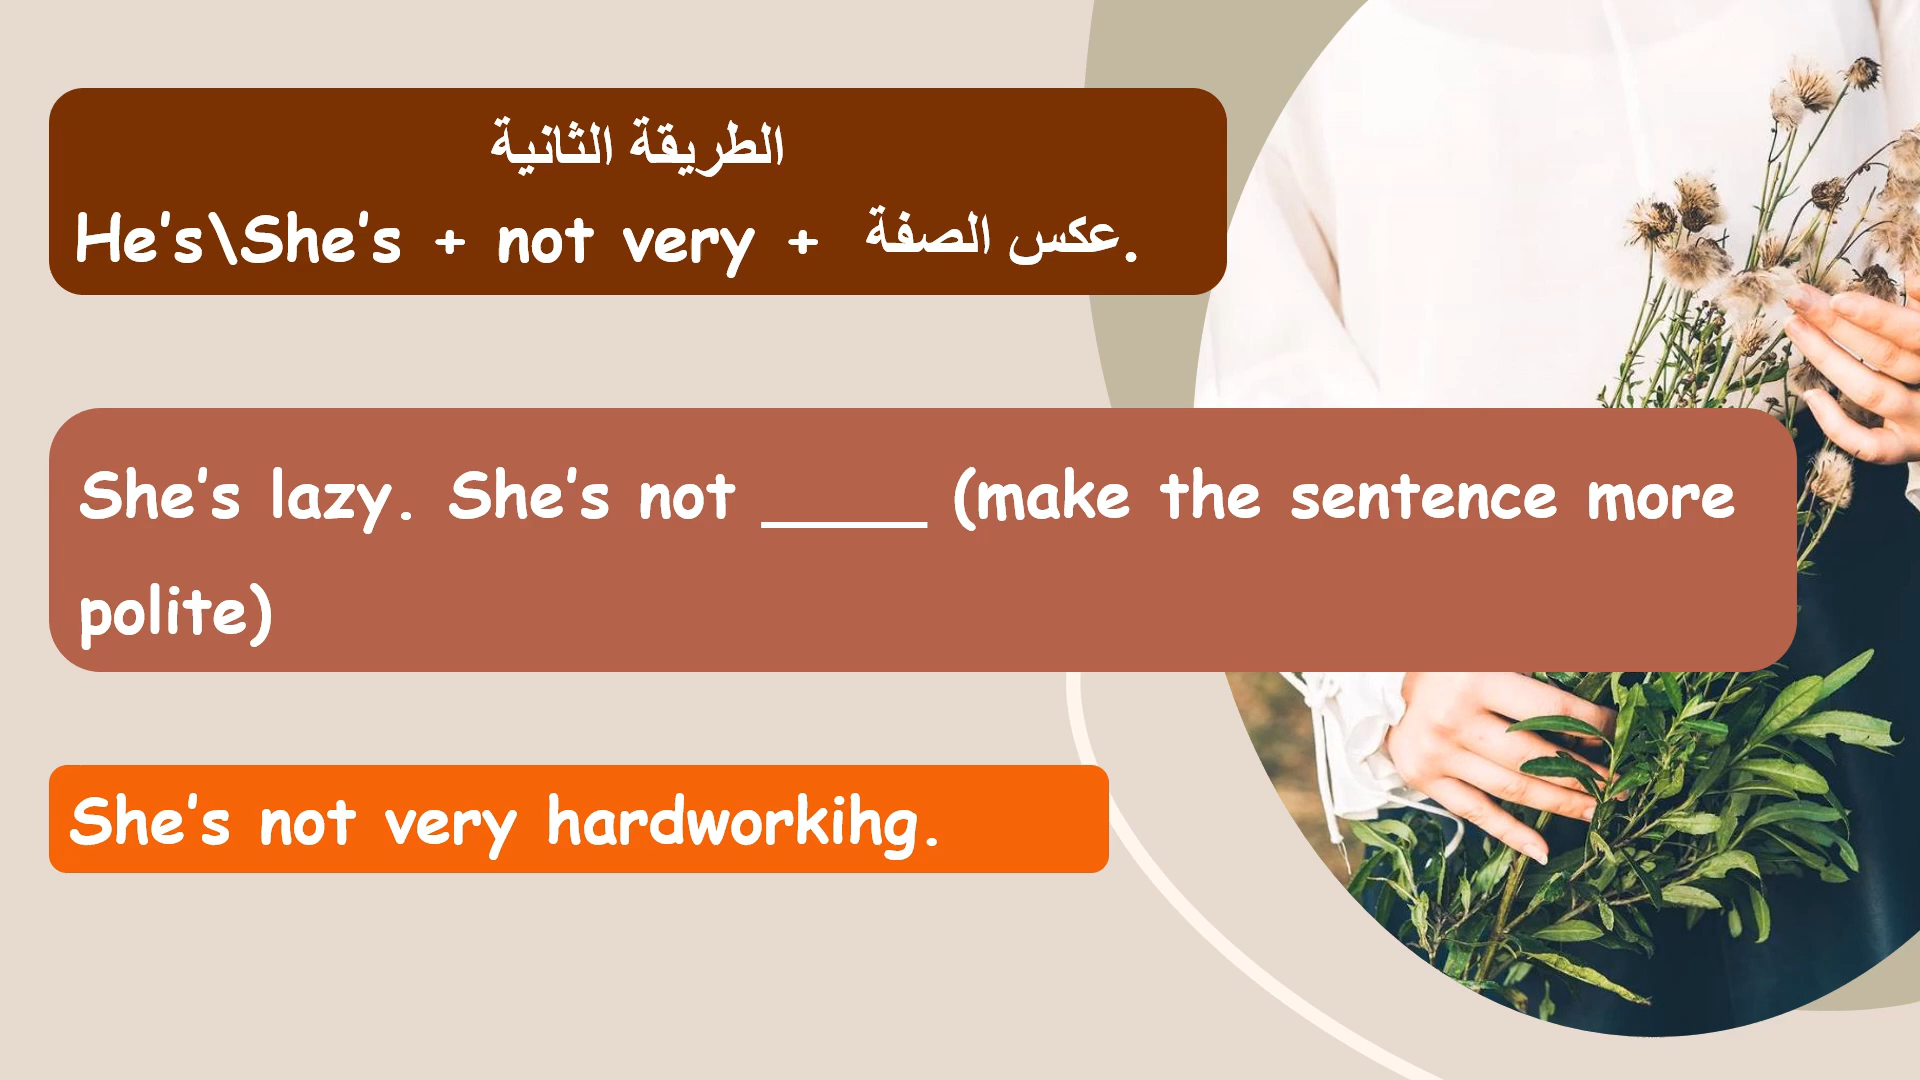 الطريقة الثانية
He's\She's + not very + عكس الصفة.
She's lazy. She's not _____ (make the sentence more
polite)
She's not very hardworkihg.